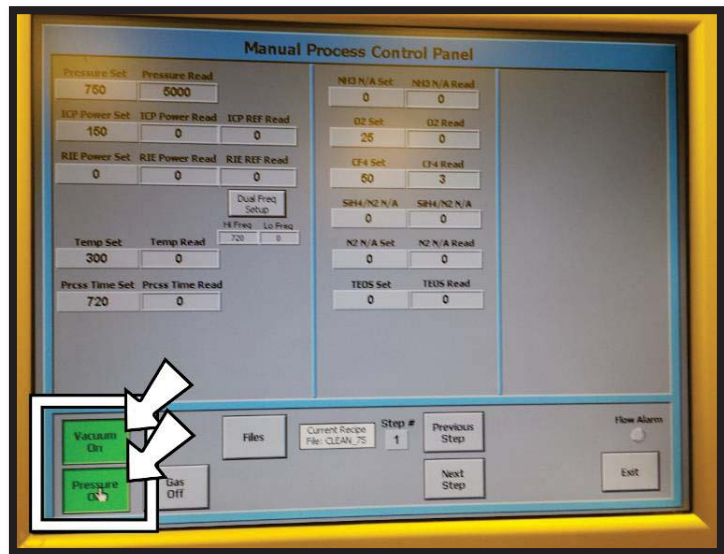 Manual Process Control Panel
Pressure Set Pressure Read
750 5000
ICP Power Set ICP Power Read ICP REF Read
150 0 0
RIE Power Set RIE Power Read RIE REF Read
0 0 0
Dual Freq
Setup
Hi Freq Lo Freq
720 0
Temp Set Temp Read
300 0
Prcss Time Set Prcss Time Read
720 0
NH3 N/A Set NH3 N/A Read
0 0
O2 Set O2 Read
25 0
CF4 Set CF4 Read
50 3
SiH4/N2 N/A SiH4/N2 N/A
0 0
N2 N/A Set N2 N/A Read
0 0
TEOS Set TEOS Read
0 0
Vacuum
On
Pressure
Gas
Off
Files
Current Recipe
File: CLEAN_75
Step #
1
Previous
Step
Next
Step
Flow Alarm
Exit